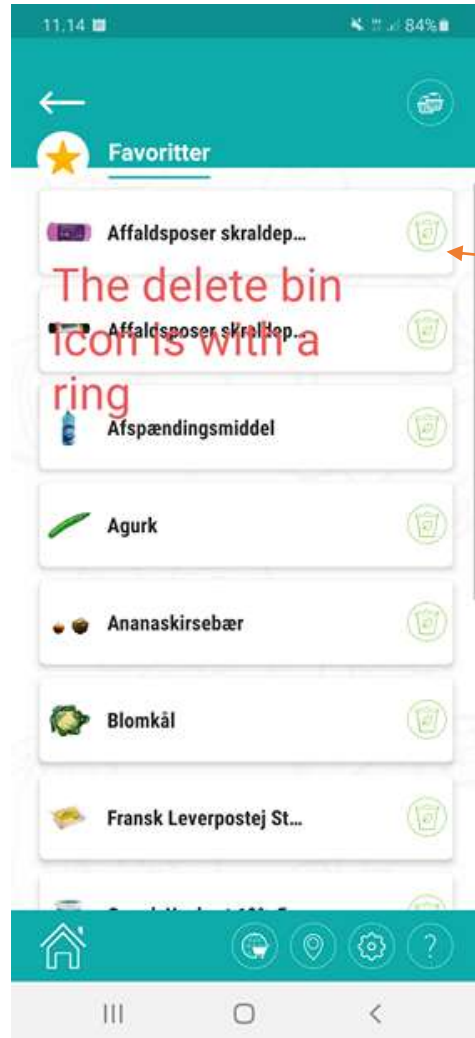 11.14
84%
Favoritter
Affaldsposer skraldep...
The delete bin
Affaldsposer skraldep...
icon is with a
ring
Afspændingsmiddel
Agurk
Ananaskirsebær
Blomkål
Fransk Leverpostej St...
?